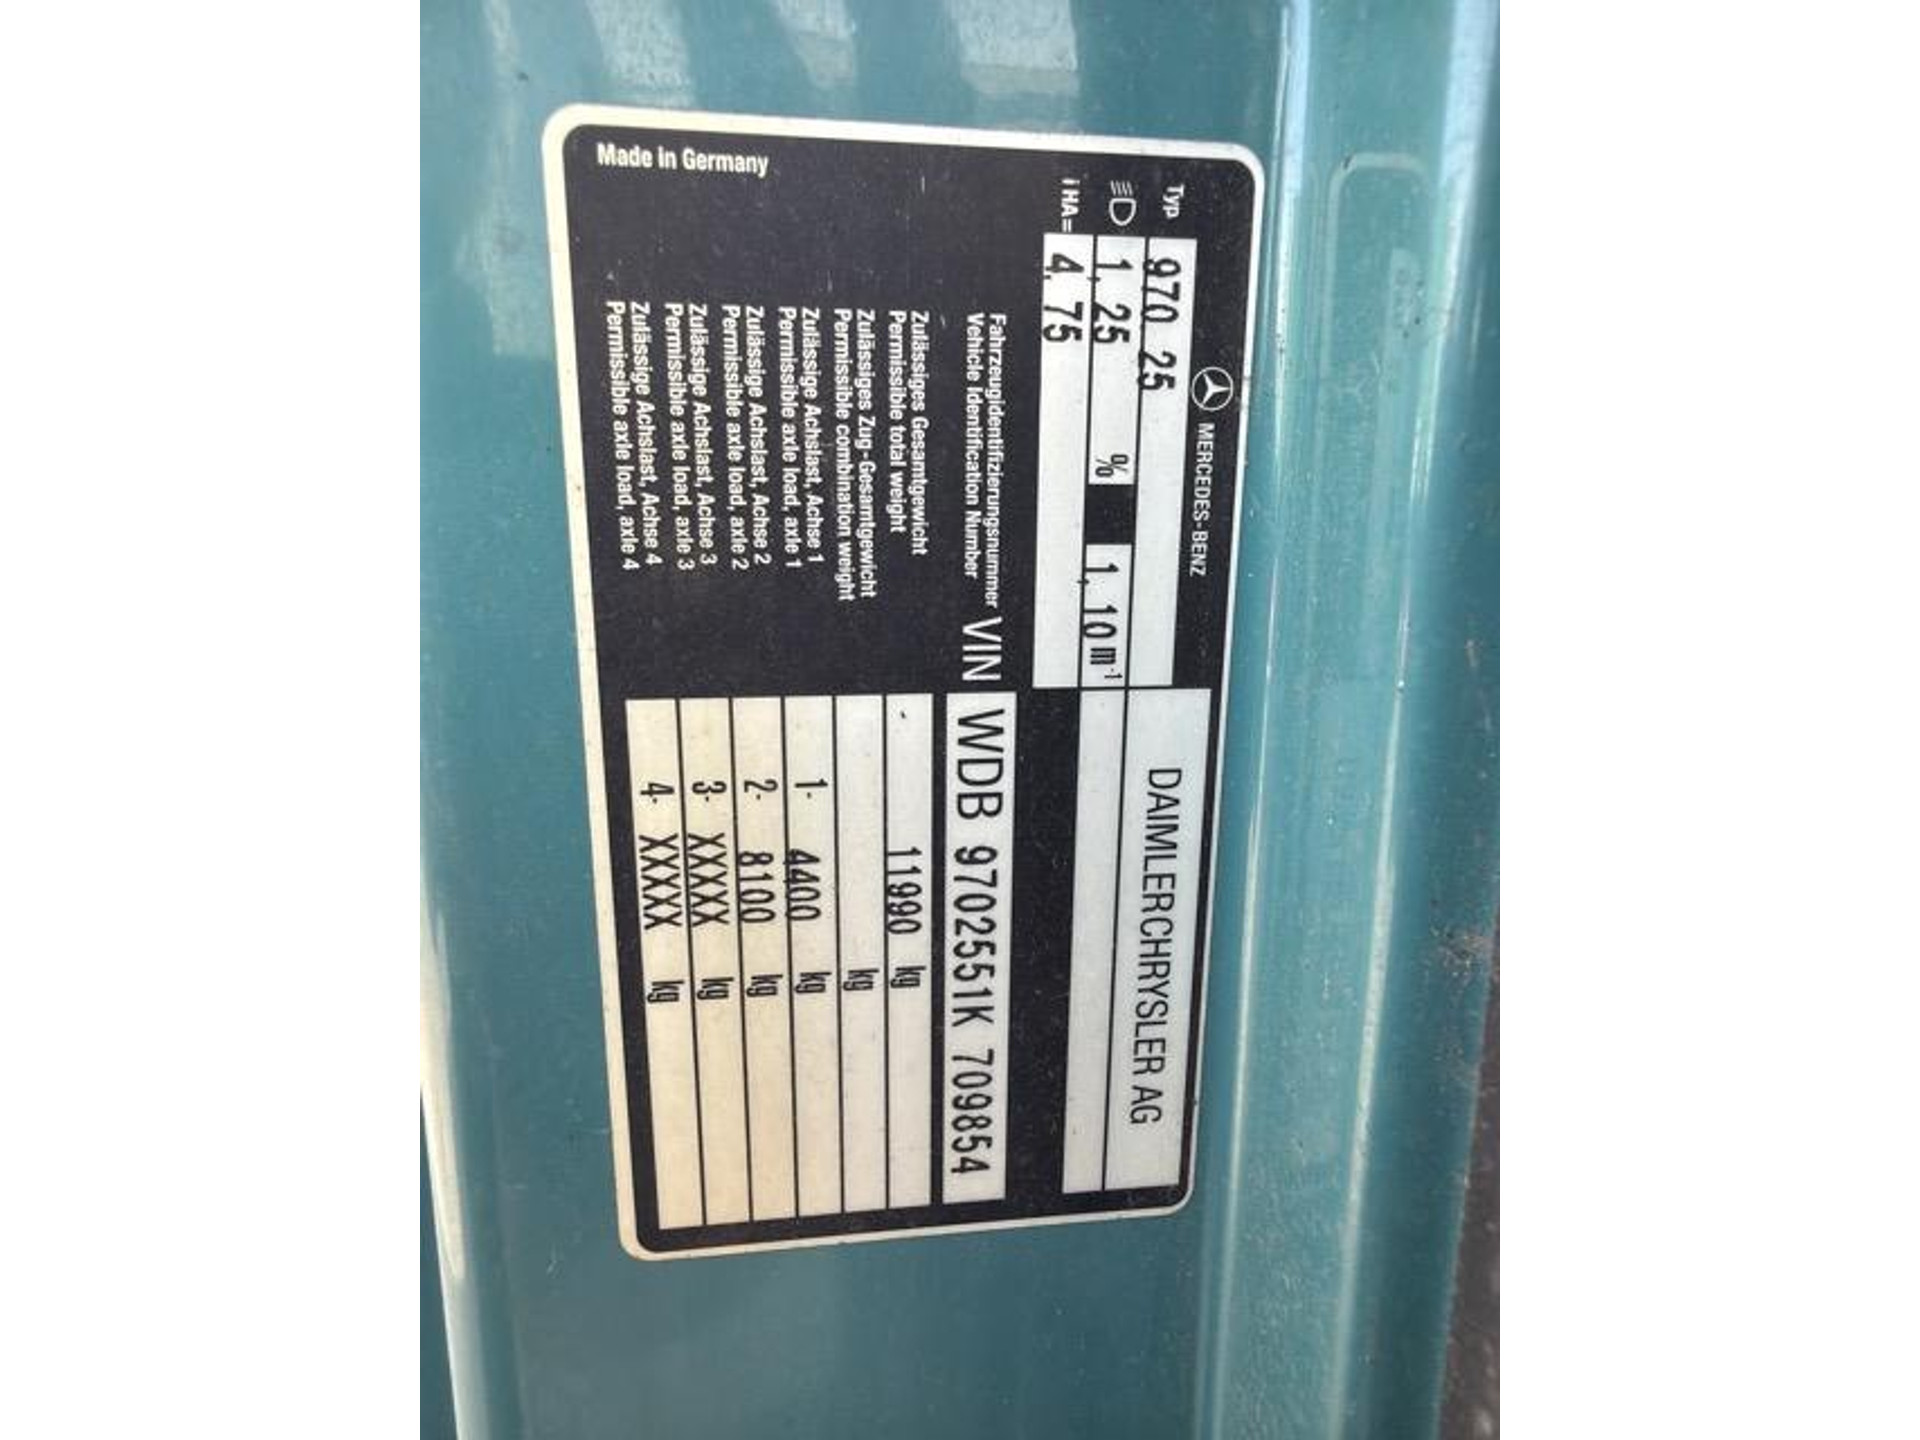 MERCEDES-BENZ
DAIMLERCHRYSLER AG
Typ 970 25
1, 25 % 1, 10 m⁻¹
i HA= 4, 75
Fahrzeugidentifizierungsnummer
Vehicle Identification Number
VIN WDB 9702551K 709854
Zulässiges Gesamtgewicht
Permissible total weight
- 11990 kg
Zulässiges Zug-Gesamtgewicht
Permissible combination weight
kg
Zulässige Achslast, Achse 1
Permissible axle load, axle 1
1- 4400 kg
Zulässige Achslast, Achse 2
Permissible axle load, axle 2
2- 8100 kg
Zulässige Achslast, Achse 3
Permissible axle load, axle 3
3- XXXXX kg
Zulässige Achslast, Achse 4
Permissible axle load, axle 4
4- XXXXX kg
Made in Germany